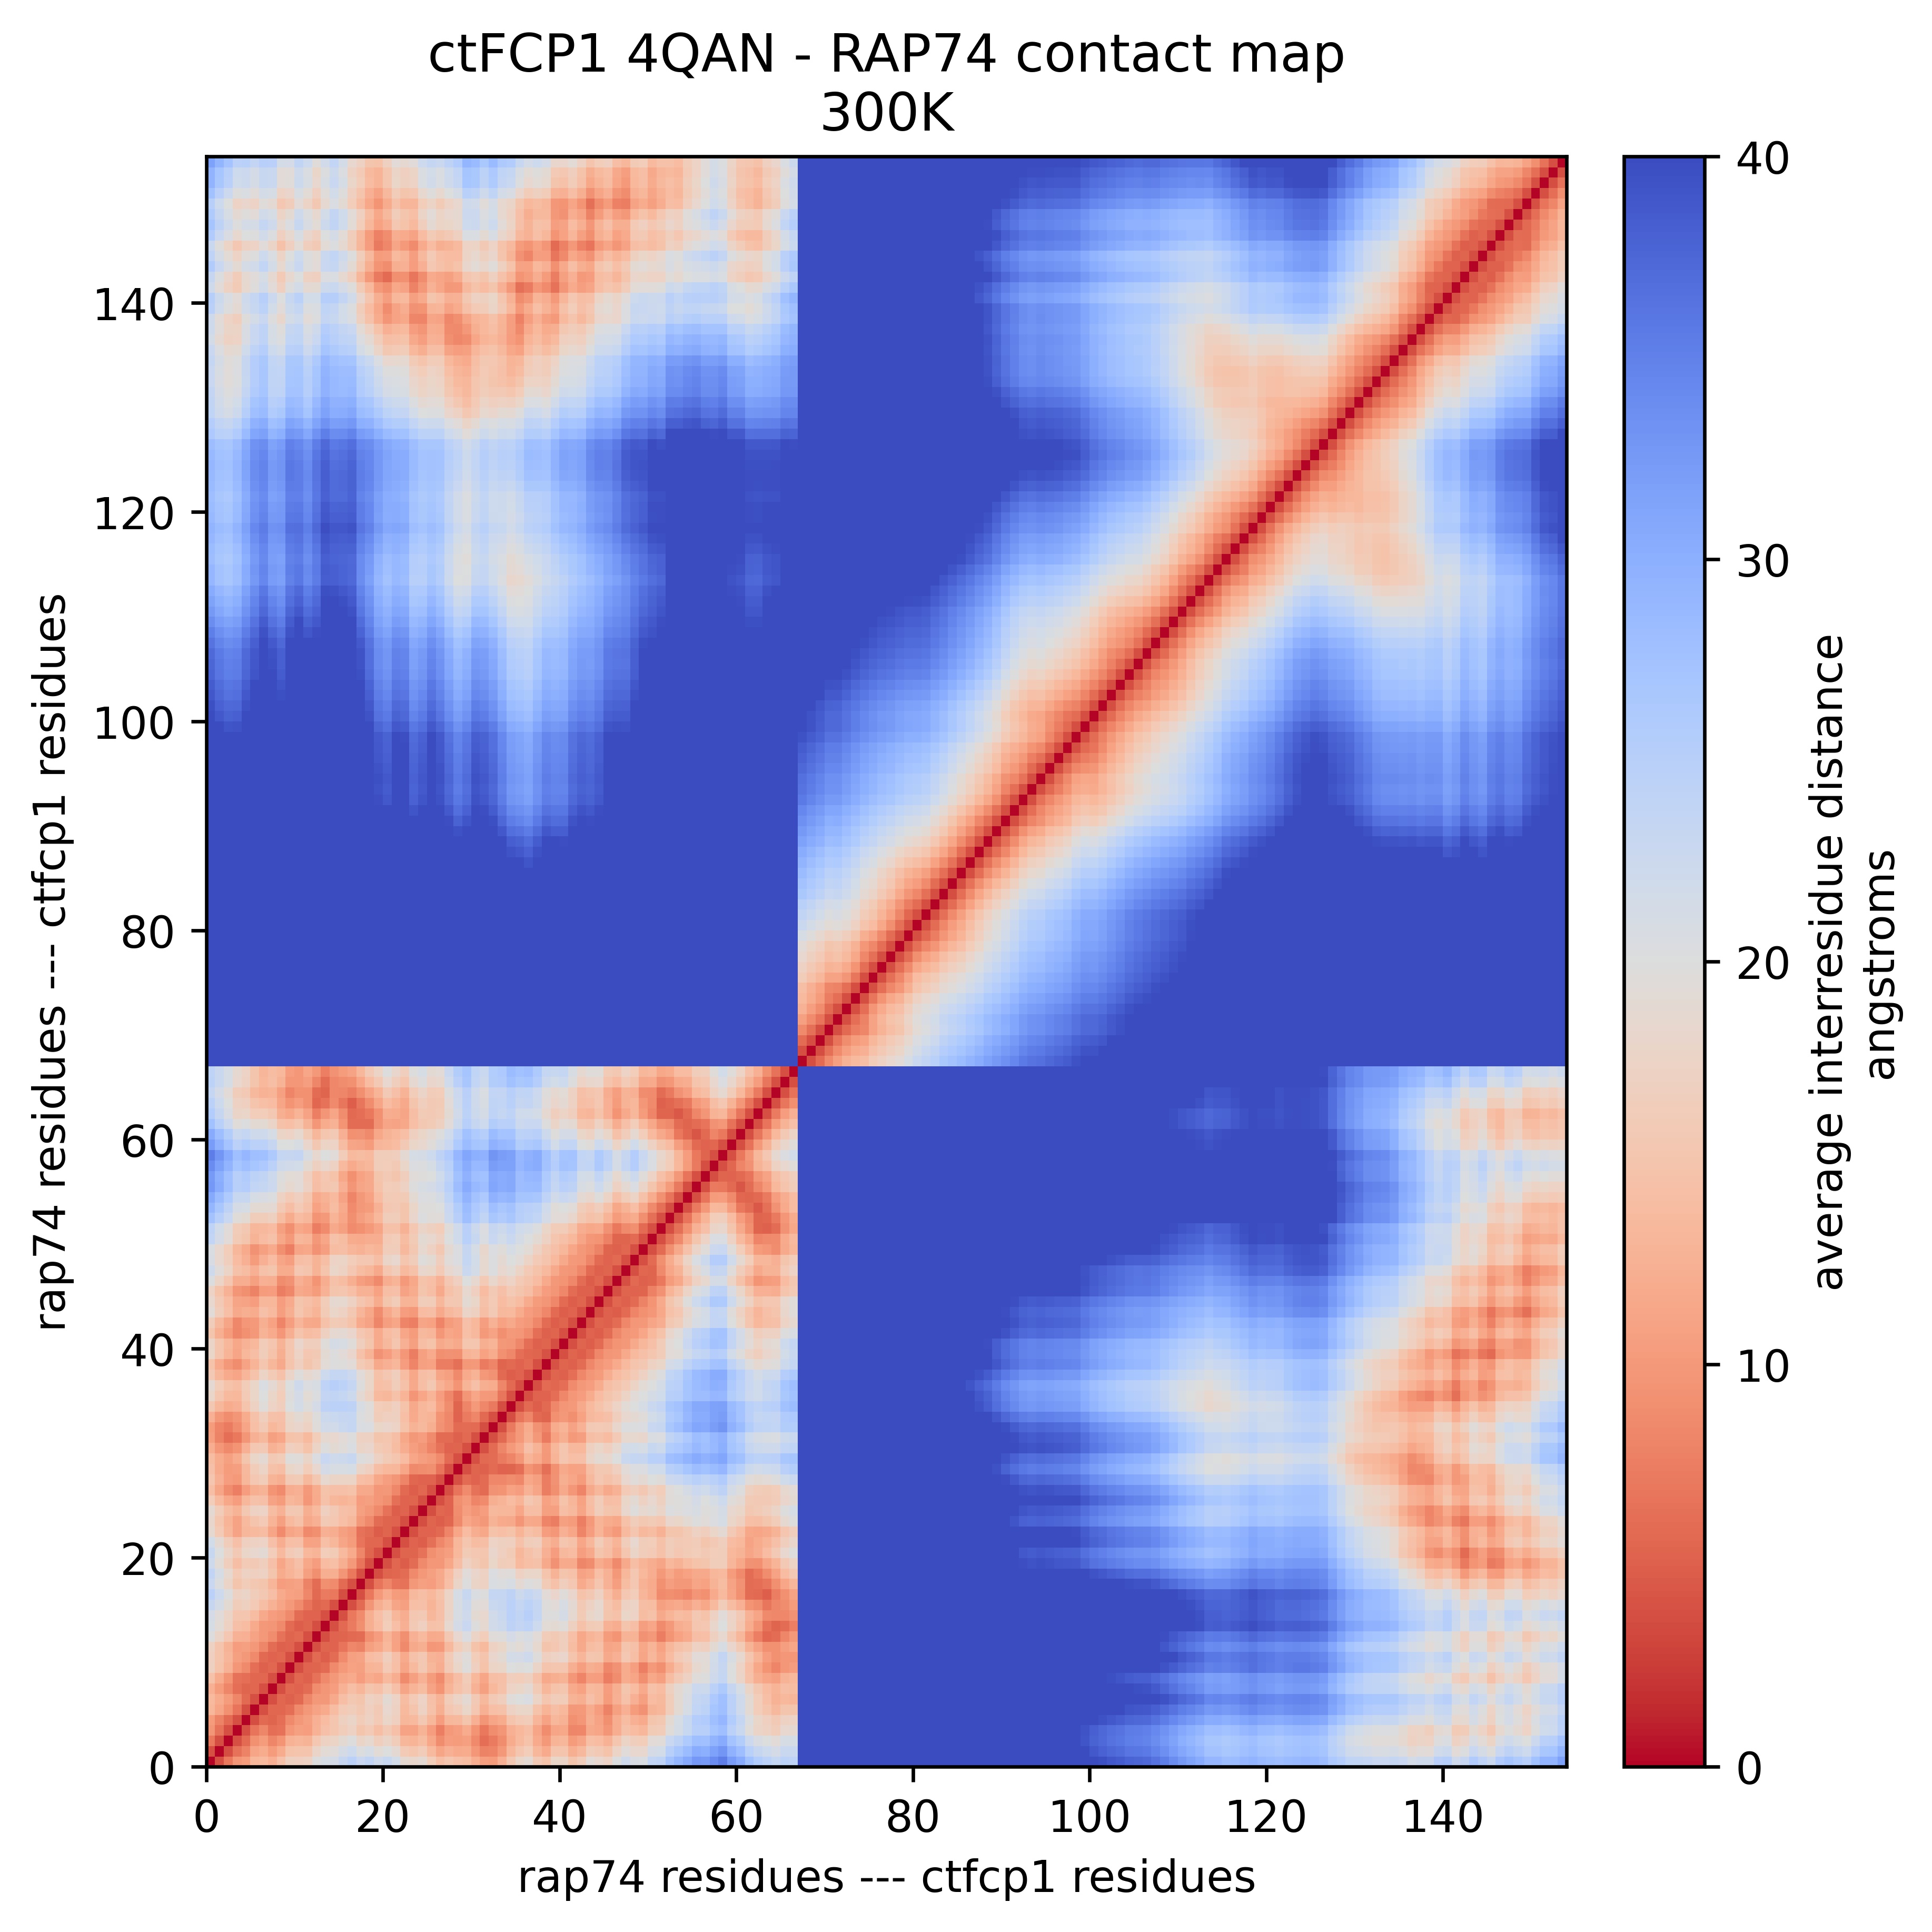 ctFCP1 4QAN - RAP74 contact map
300K
rap74 residues --- ctfcp1 residues
140
120
100
80
60
40
20
0
0 20 40 60 80 100 120 140
rap74 residues --- ctfcp1 residues
40
30
20
10
0
average interresidue distance
angstroms